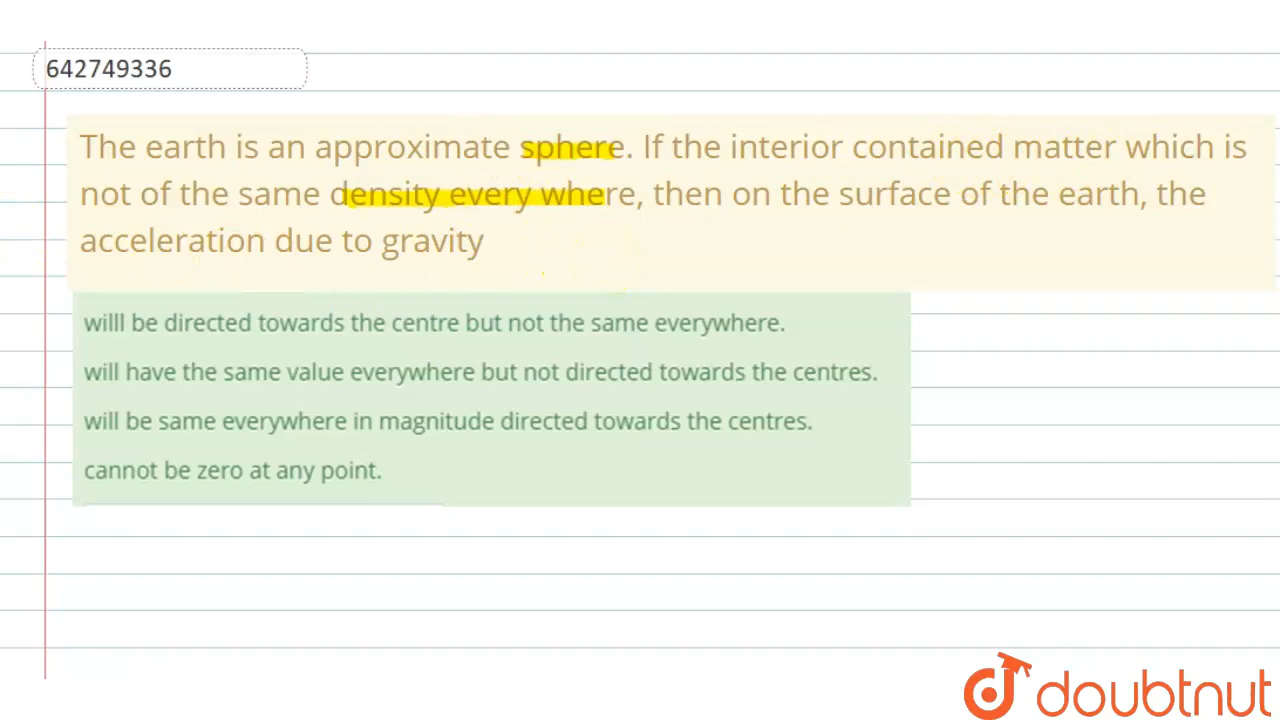 642749336
The earth is an approximate sphere. If the interior contained matter which is
not of the same density every where, then on the surface of the earth, the
acceleration due to gravity
willl be directed towards the centre but not the same everywhere.
will have the same value everywhere but not directed towards the centres.
will be same everywhere in magnitude directed towards the centres.
cannot be zero at any point.
doubtnut